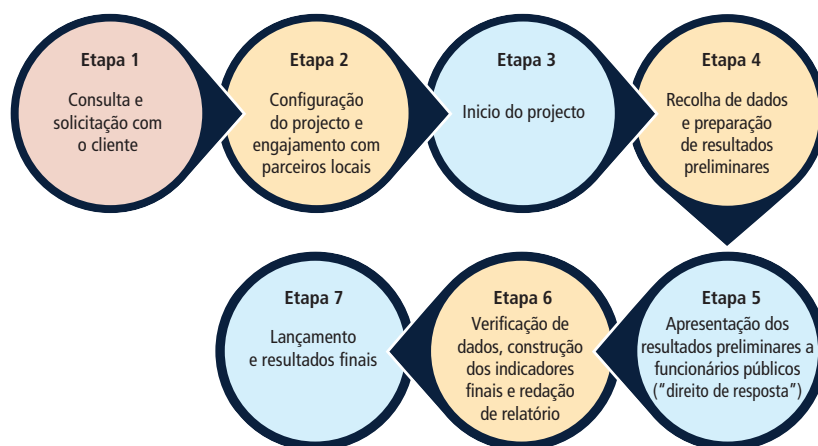 Etapa 1
Consulta e
solicitação com
o cliente
Etapa 2
Configuração
do projecto e
engajamento com
parceiros locais
Etapa 3
Inicio do projecto
Etapa 4
Recolha de dados
e preparação
de resultados
preliminares
Etapa 5
Apresentação dos
resultados preliminares a
funcionários públicos
(“direito de resposta”)
Etapa 6
Verificação de
dados, construção
dos indicadores
finais e redação
de relatório
Etapa 7
Lançamento
e resultados finais